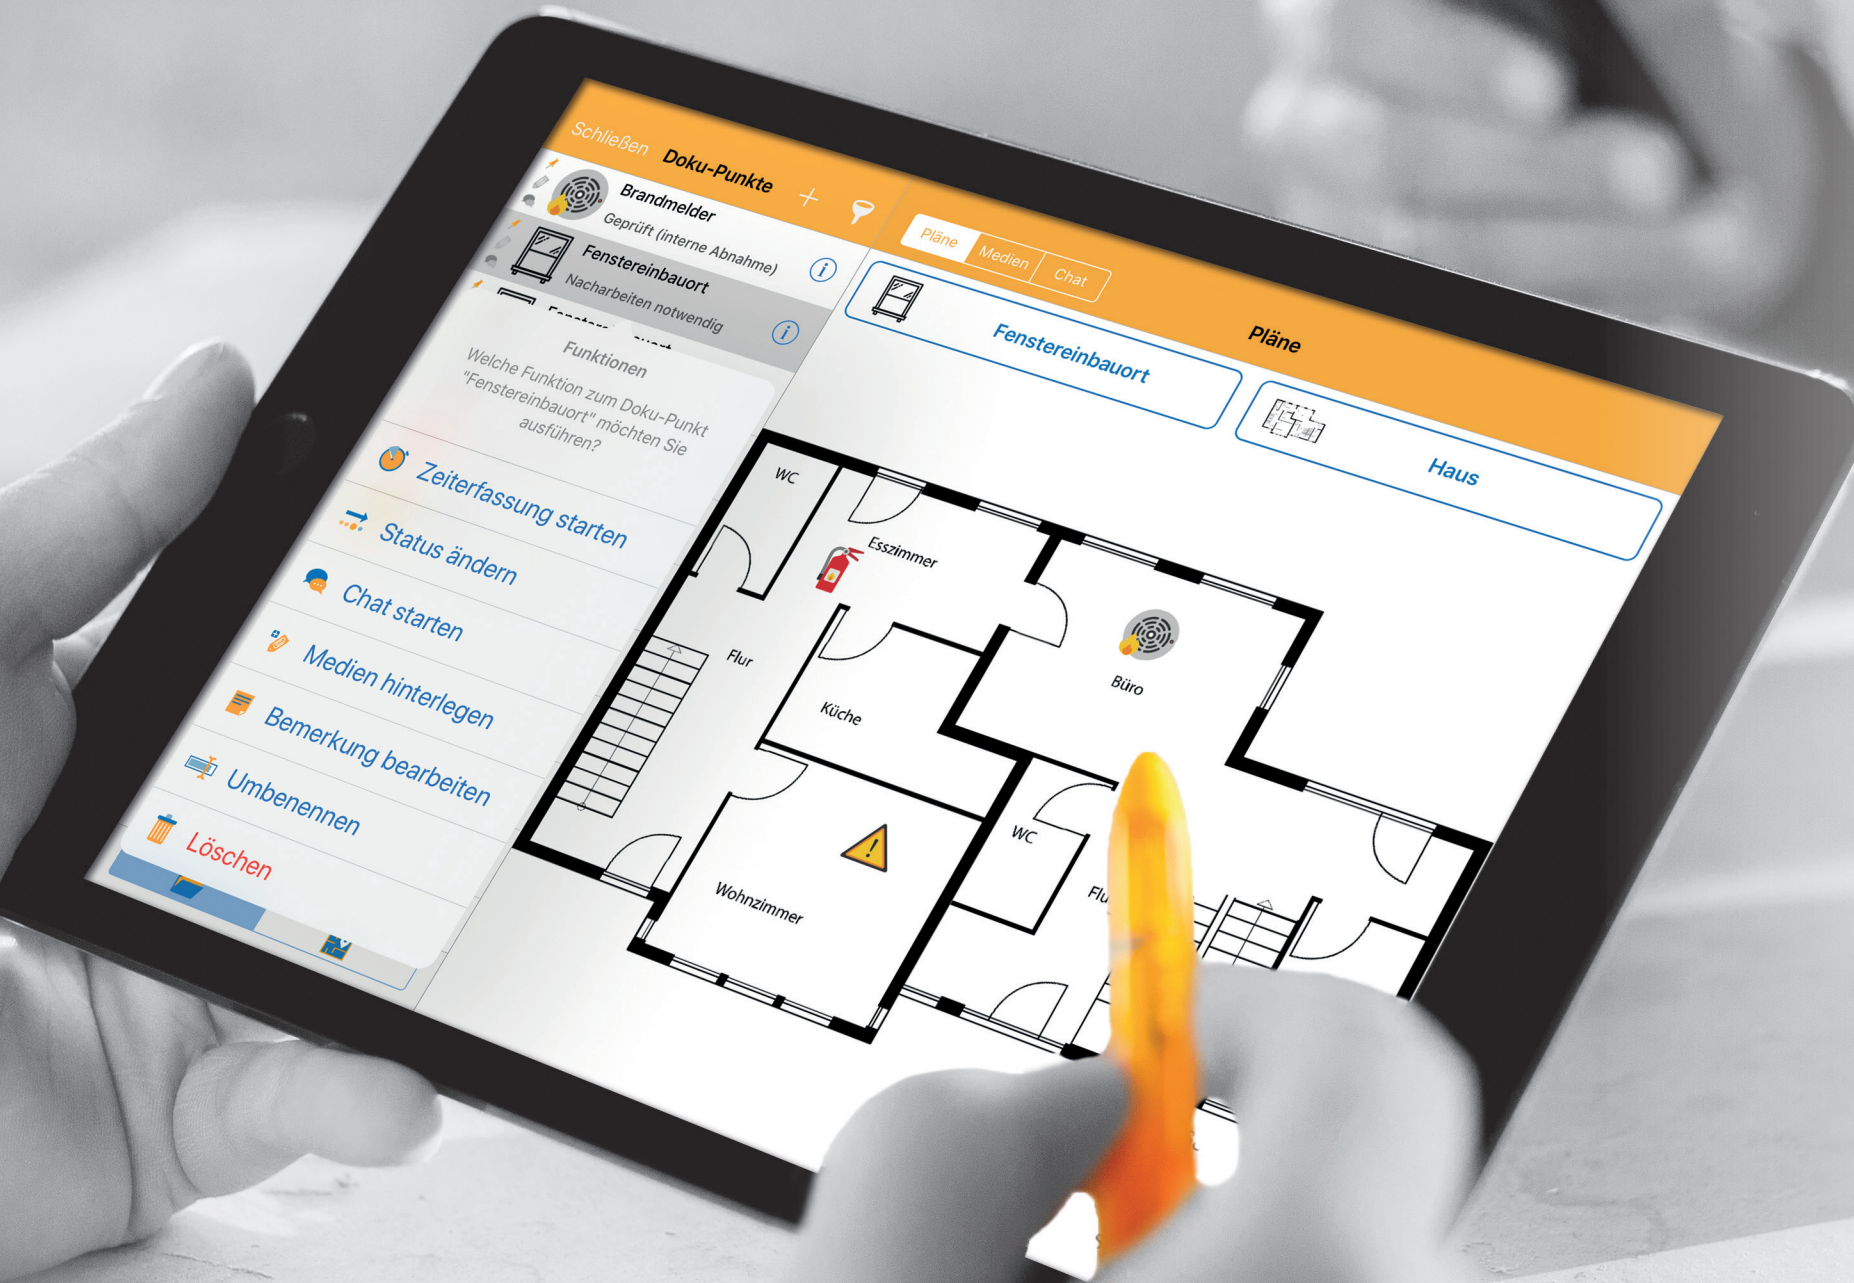 Schließen
Doku-Punkte
Brandmelder
Geprüft (interne Abnahme)
Fenstereinbauort
Nacharbeiten notwendig
Funktionen
Welche Funktion zum Doku-Punkt
"Fenstereinbauort" möchten Sie
ausführen?
Zeiterfassung starten
Status ändern
Chat starten
Medien hinterlegen
Bemerkung bearbeiten
Umbenennen
Löschen
Pläne
Medien
Chat
Pläne
Fenstereinbauort
Haus
WC
Esszimmer
Flur
Küche
Büro
WC
Wohnzimmer